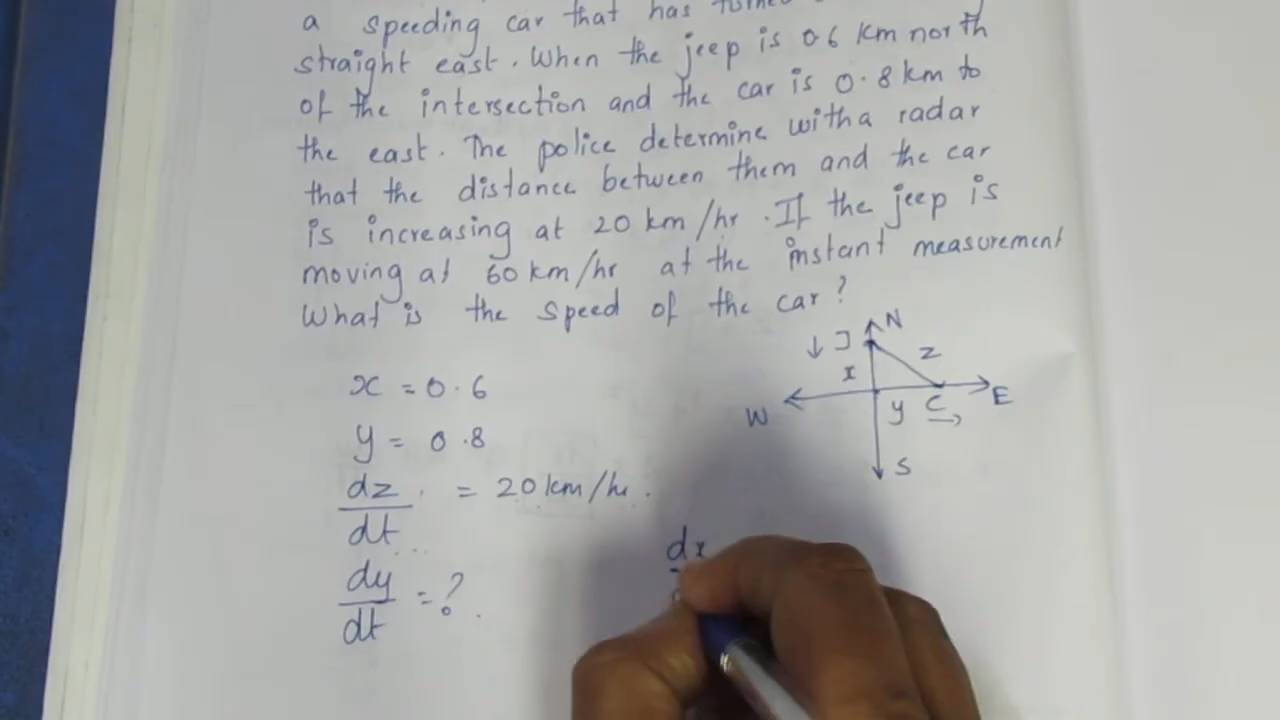 a speeding car that has
straight east. When the jeep is 06 km north
of the intersection and the car is 0.8 km to
the east. The police determine with a radar
that the distance between them and the car
is increasing at 20 km/hr. If the jeep is
moving at 60 km/hr at the instant measurement
What is the speed of the car?
N
J
z
x
W
y
C
E
S
x = 0.6
y = 0.8
dz/dt = 20 km/hr.
dy/dt = ?
dx